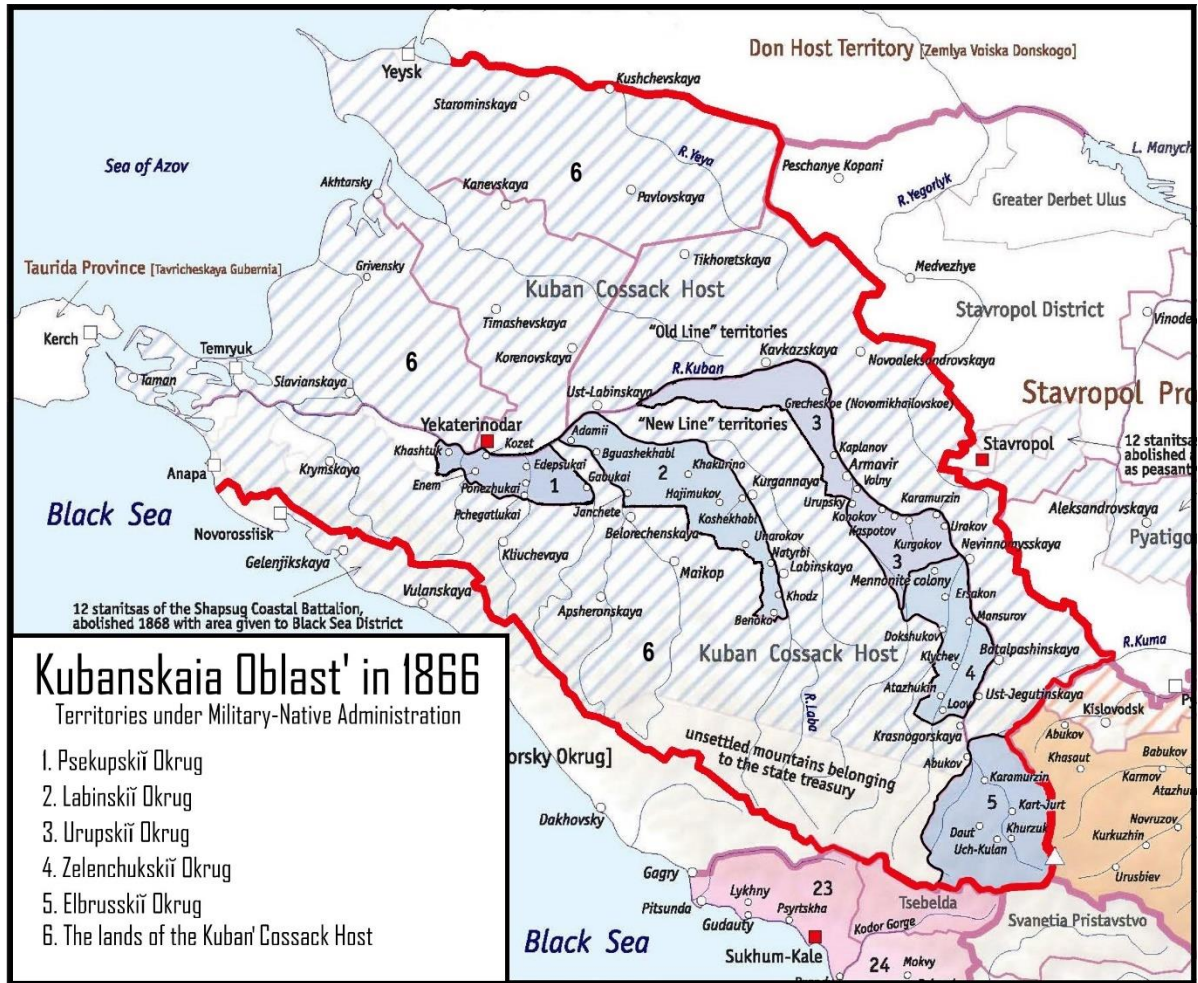 Don Host Territory [Zemlya Voiska Donskogo]
Yeysk
Kushchevskaya
Starominskaya
Sea of Azov
6
R.Yeya
Peschanye Kopani
L. Manych
Akhtarsky
Kanevskaya
Pavlovskaya
R.Yegorlyk
Greater Derbet Ulus
Tikhoretskaya
Taurida Province [Tavricheskaya Gubernia]
Grivensky
Kuban Cossack Host
Medvezhye
Stavropol District
Timashevskaya
"Old Line" territories
Kerch
Temryuk
6
Korenovskaya
Kavkazskaya
Novoaleksandrovskaya
Taman
Slavianskaya
R.Kuban
Ust-Labinskaya
Grecheskoe (Novomikhailovskoe)
Stavropol Pro
Yekaterinodar
"New Line" territories
3
Adamii
Khashtuk
Kozet
Bguashekhabl
Kaplanov
Stavropol
12 stanitsas
abolished
as peasant
Anapa
Krymskaya
Edepsukai
2
Khakurino
Armavir
Enem
Ponezhukai
1
Gabukai
Kurgannaya
Volny
Hajimukov
Urupsky
Karamurzin
Aleksandrovskaya
Black Sea
Pchegatlukai
Janchete
Koshekhabl
Konokov
Urakov
Kaspotov
Pyatigo
Novorossiisk
Belorechenskaya
Kurgokov
Nevinnomysskaya
Gelenjikskaya
Kliuchevaya
Uharokov
Natyrbi
3
Maikop
Labinskaya
Mennonite colony
Vulanskaya
Apsheronskaya
Khodz
Ersakon
12 stanitsas of the Shapsug Coastal Battalion,
abolished 1868 with area given to Black Sea District
Benoko
Mansurov
Dokshukov
6
Kuban Cossack Host
Klychev
Batalpashinskaya
R.Kuma
4
Atazhukin
Ust-Jegutinskaya
R.Laba
Loov
Kislovodsk
Krasnogorskaya
unsettled mountains belonging
to the state treasury
Abukov
Abukov
Khasaut
Babukov
orsky Okrug]
Karamurzin
Karmov
Atazhu
5
Kart-Jurt
Dakhovsky
Daut
Khurzuk
Novruzov
Uch-Kulan
Kurkuzhin
Urusbiev
Gagry
Lykhny
23
Tsebelda
Pitsunda
Psyrtskha
Gudauty
Kodor Gorge
Svanetia Pristavstvo
Black Sea
Sukhum-Kale
24
Mokvy
Kubanskaia Oblast' in 1866
Territories under Military-Native Administration
1. Psekupskiĭ Okrug
2. Labinskiĭ Okrug
3. Urupskiĭ Okrug
4. Zelenchukskiĭ Okrug
5. Elbrusskiĭ Okrug
6. The lands of the Kuban' Cossack Host